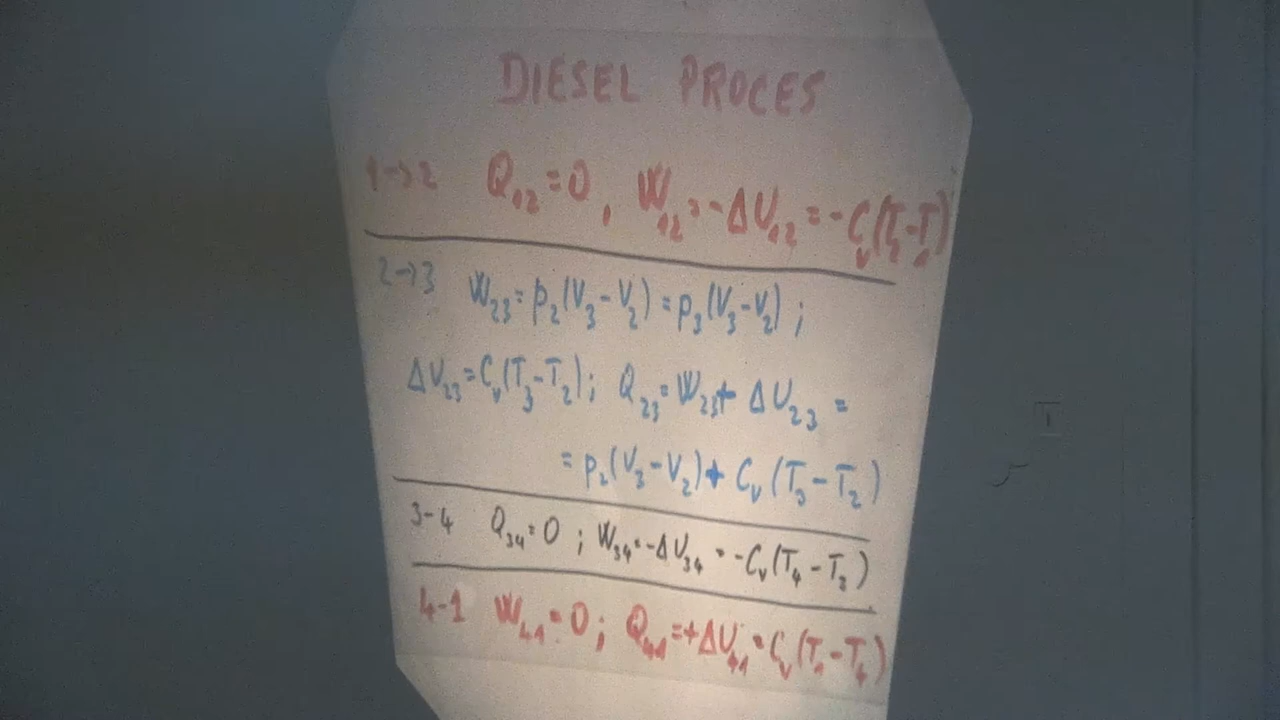 DIESEL PROCES
1→2 Q₁₂=0, W₁₂=-ΔU₁₂=-Cᵥ(T₂-T₁)
2→3 W₂₃=p₂(V₃-V₂)=p₃(V₃-V₂);
ΔU₂₃=Cᵥ(T₃-T₂); Q₂₃=W₂₃+ΔU₂₃=
=p₂(V₃-V₂)+Cᵥ(T₃-T₂)
3-4 Q₃₄=0; W₃₄=-ΔU₃₄=-Cᵥ(T₄-T₃)
4-1 W₄₁=0; Q₄₁=+ΔU₄₁=Cᵥ(T₁-T₄)